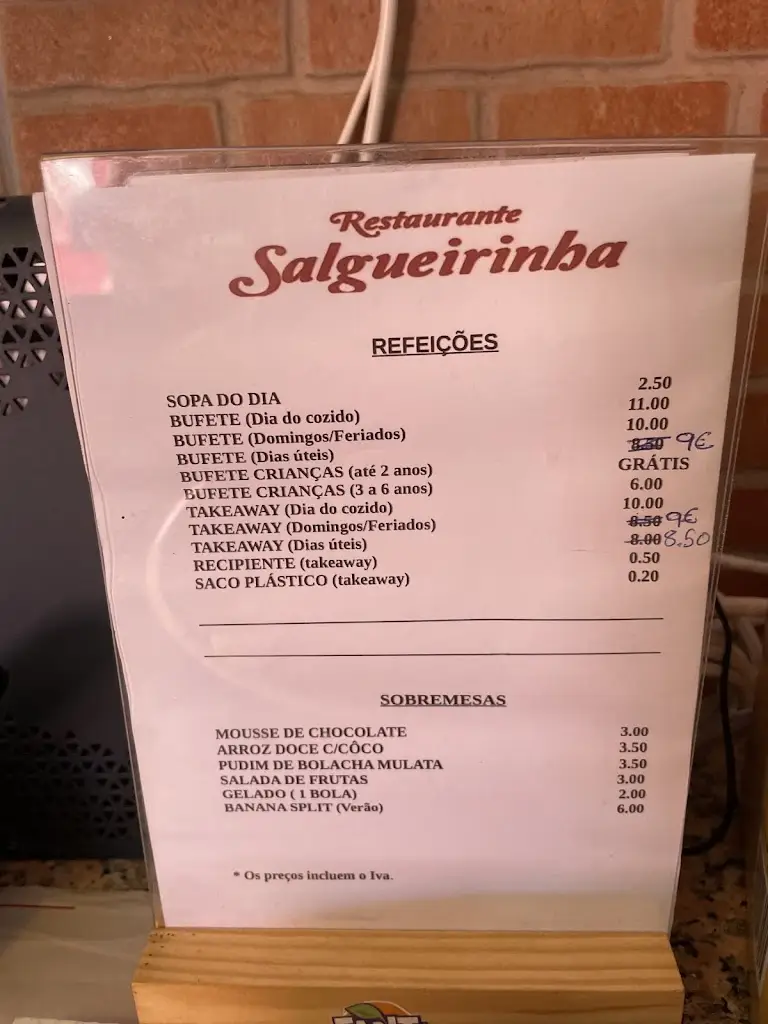 Restaurante
Salgueirinha
REFEIÇÕES
SOPA DO DIA 2.50
BUFETE (Dia do cozido) 11.00
BUFETE (Domingos/Feriados) 10.00
BUFETE (Dias úteis) 8.50 9€
BUFETE CRIANÇAS (até 2 anos) GRÁTIS
BUFETE CRIANÇAS (3 a 6 anos) 6.00
TAKEAWAY (Dia do cozido) 10.00
TAKEAWAY (Domingos/Feriados) 8.50 9€
TAKEAWAY (Dias úteis) 8.00 8.50
RECIPIENTE (takeaway) 0.50
SACO PLÁSTICO (takeaway) 0.20
SOBREMESAS
MOUSSE DE CHOCOLATE 3.00
ARROZ DOCE C/CÔCO 3.50
PUDIM DE BOLACHA MULATA 3.50
SALADA DE FRUTAS 3.00
GELADO ( 1 BOLA) 2.00
BANANA SPLIT (Verão) 6.00
* Os preços incluem o Iva.